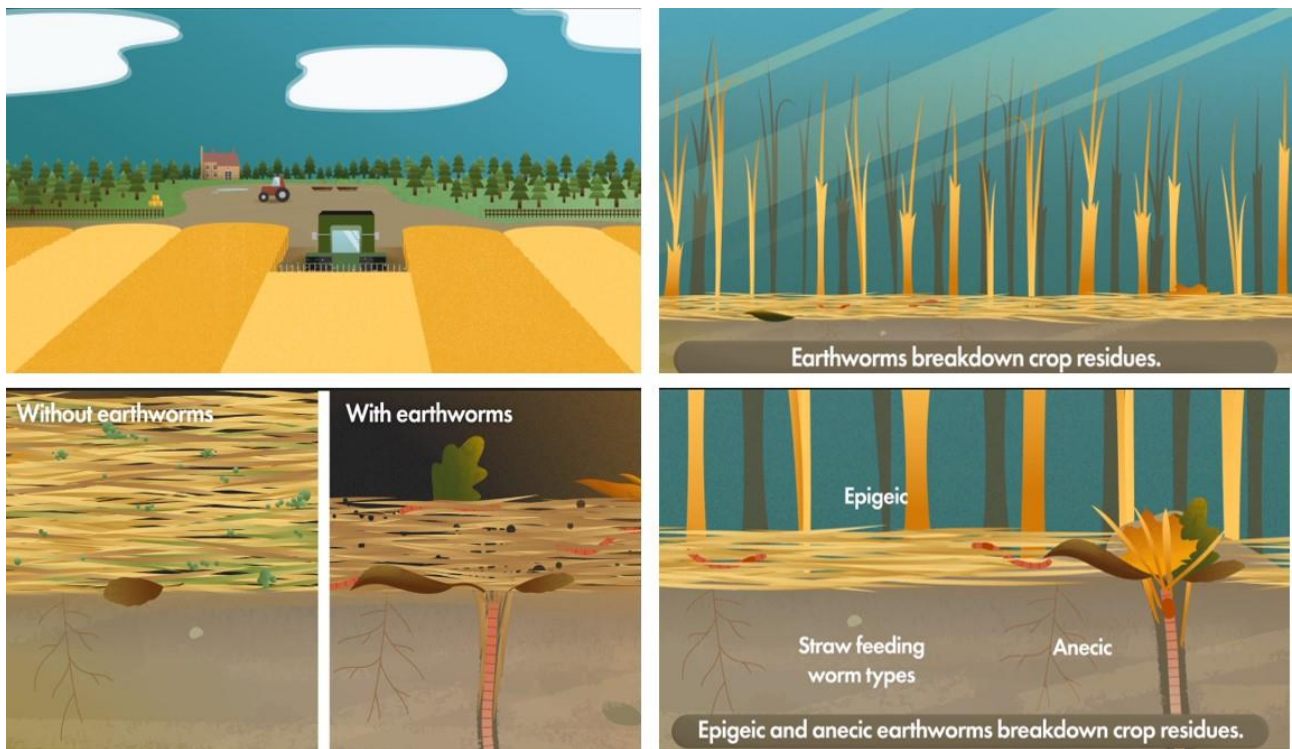 Earthworms breakdown crop residues.
Without earthworms
With earthworms
Epigeic
Straw feeding
worm types
Anecic
Epigeic and anecic earthworms breakdown crop residues.